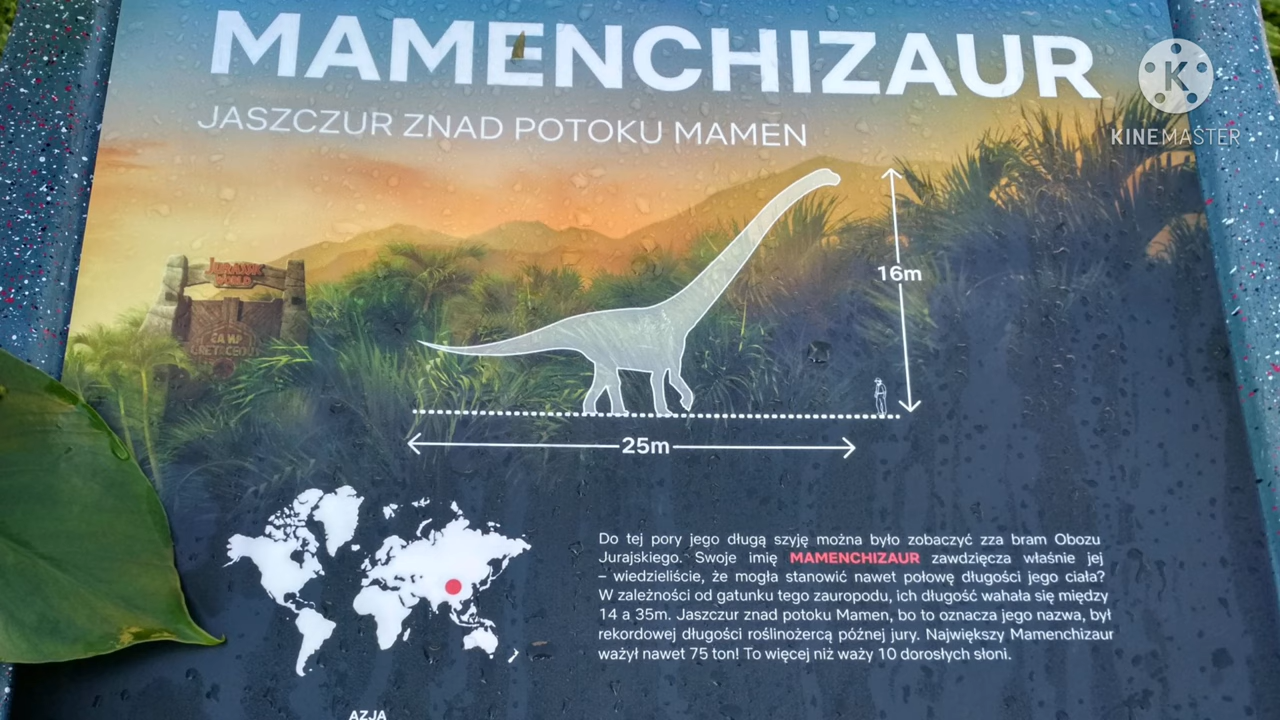 MAMENCHIZAUR
JASZCZUR ZNAD POTOKU MAMEN
K
KINEMASTER
JURASSIC
WORLD
CAMP
CRETACEOUS
16m
25m
Do tej pory jego długą szyję można było zobaczyć zza bram Obozu
Jurajskiego. Swoje imię MAMENCHIZAUR zawdzięcza właśnie jej
– wiedzieliście, że mogła stanowić nawet połowę długości jego ciała?
W zależności od gatunku tego zauropodu, ich długość wahała się między
14 a 35m. Jaszczur znad potoku Mamen, bo to oznacza jego nazwa, był
rekordowej długości roślinożercą późnej jury. Największy Mamenchizaur
ważył nawet 75 ton! To więcej niż waży 10 dorosłych słoni.
AZJA